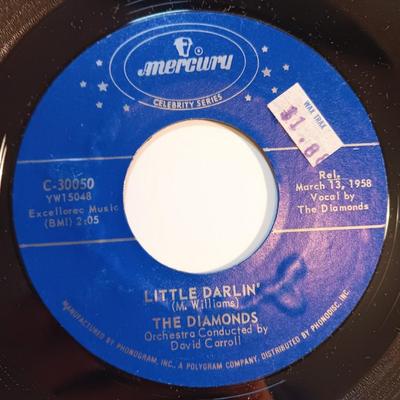 mercury
CELEBRITY SERIES
WAX TRAX
$1.00
C-30050
YW15048
Excellorec Music
(BMI) 2:05
Rel.
March 13, 1958
Vocal by
The Diamonds
LITTLE DARLIN'
(M. Williams)
THE DIAMONDS
Orchestra Conducted by
David Carroll
MANUFACTURED BY PHONOGRAM, INC., A POLYGRAM COMPANY. DISTRIBUTED BY PHONODISC, INC.